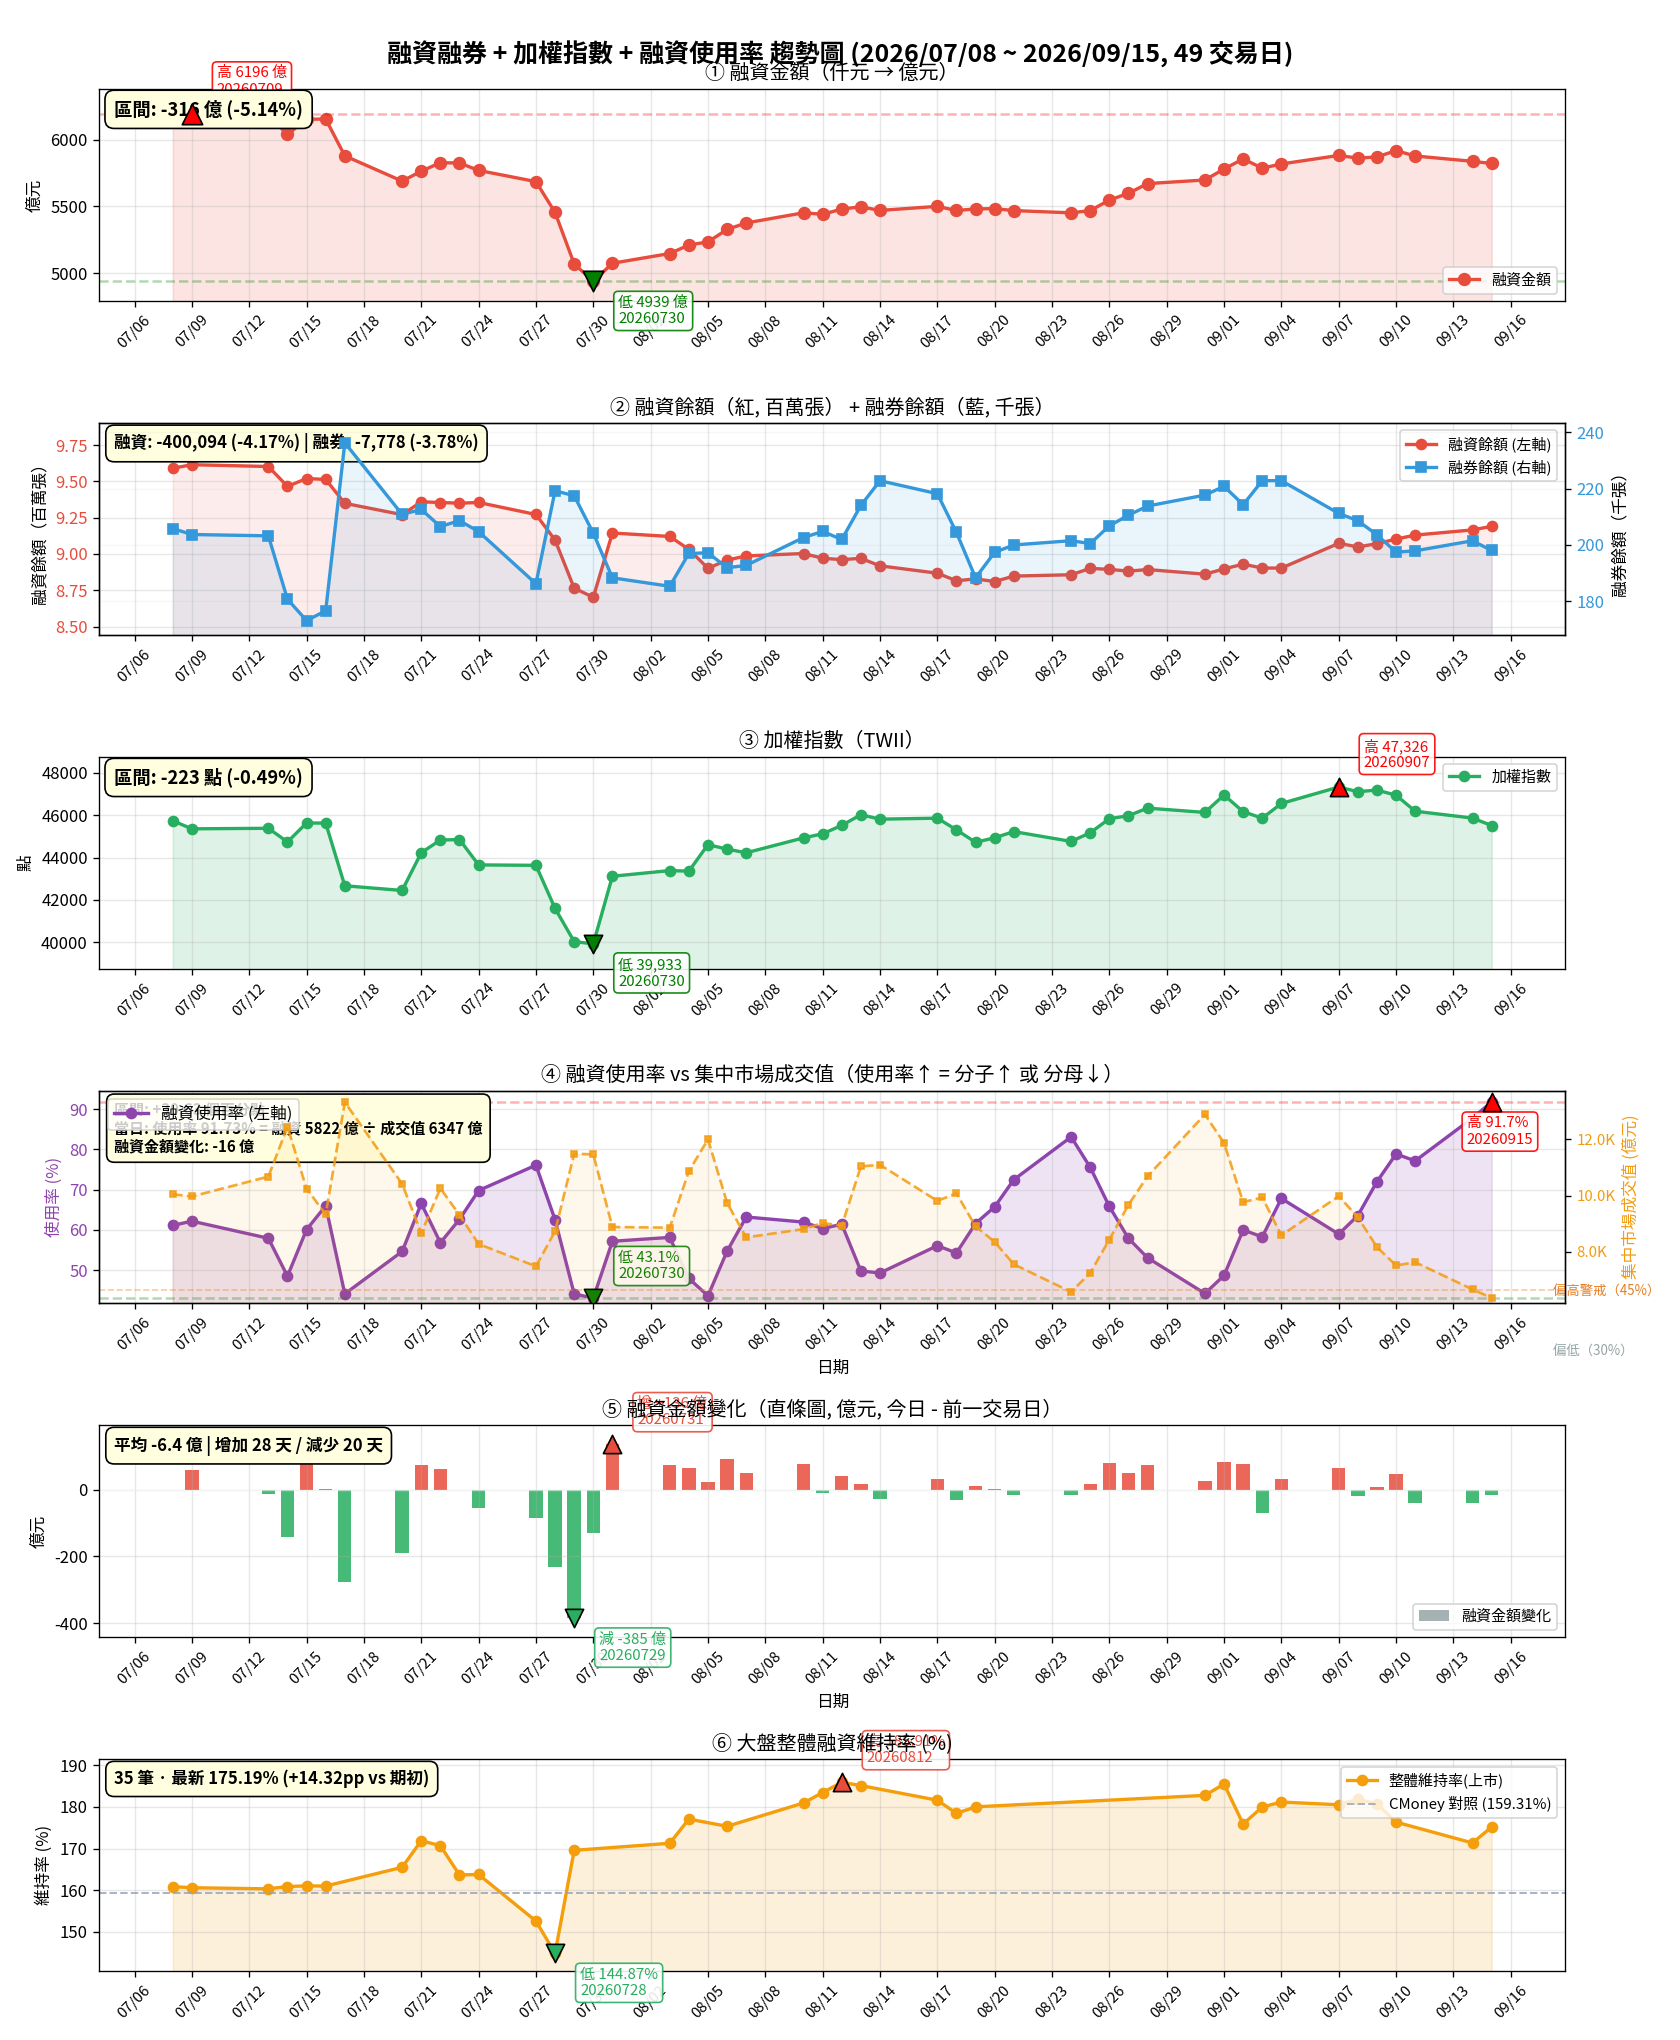 融資融券 + 加權指數 + 融資使用率 趨勢圖 (2026/07/08 ~ 2026/09/15, 49 交易日)
① 融資金額（仟元 → 億元）
高 6196 億
20260709
區間: -316 億 (-5.14%)
億元
6000
5500
5000
融資金額
低 4939 億
20260730
07/06 07/09 07/12 07/15 07/18 07/21 07/24 07/27 07/30 08/05 08/08 08/11 08/14 08/17 08/20 08/23 08/26 08/29 09/01 09/04 09/07 09/10 09/13 09/16
② 融資餘額（紅, 百萬張） + 融券餘額（藍, 千張）
融資: -400,094 (-4.17%) | 融券: -7,778 (-3.78%)
融資餘額 (左軸)
融券餘額 (右軸)
融資餘額（百萬張）
9.75
9.50
9.25
9.00
8.75
8.50
融券餘額（千張）
240
220
200
180
07/06 07/09 07/12 07/15 07/18 07/21 07/24 07/27 07/30 08/02 08/05 08/08 08/11 08/14 08/17 08/20 08/23 08/26 08/29 09/01 09/04 09/07 09/10 09/13 09/16
③ 加權指數（TWII）
高 47,326
20260907
區間: -223 點 (-0.49%)
加權指數
點
48000
46000
44000
42000
40000
低 39,933
20260730
07/06 07/09 07/12 07/15 07/18 07/21 07/24 07/27 07/30 08/05 08/08 08/11 08/14 08/17 08/20 08/23 08/26 08/29 09/01 09/04 09/07 09/10 09/13 09/16
④ 融資使用率 vs 集中市場成交值（使用率↑ = 分子↑ 或 分母↓）
融資使用率 (左軸)
當日: 使用率 91.73% = 融資 5822 億 ÷ 成交值 6347 億
融資金額變化: -16 億
使用率 (%)
90
80
70
60
50
高 91.7%
20260915
低 43.1%
20260730
集中市場成交值 (億元)
12.0K
10.0K
8.0K
偏高警戒（45%）
偏低（30%）
07/06 07/09 07/12 07/15 07/18 07/21 07/24 07/27 07/30 08/02 08/05 08/08 08/11 08/14 08/17 08/20 08/23 08/26 08/29 09/01 09/04 09/07 09/10 09/13 09/16
日期
⑤ 融資金額變化（直條圖, 億元, 今日 - 前一交易日）
20260731
平均 -6.4 億 | 增加 28 天 / 減少 20 天
億元
0
-200
-400
融資金額變化
減 -385 億
20260729
07/06 07/09 07/12 07/15 07/18 07/21 07/24 07/27 08/05 08/08 08/11 08/14 08/17 08/20 08/23 08/26 08/29 09/01 09/04 09/07 09/10 09/13 09/16
日期
⑥ 大盤整體融資維持率 (%)
20260812
35 筆 · 最新 175.19% (+14.32pp vs 期初)
整體維持率(上市)
CMoney 對照 (159.31%)
維持率 (%)
190
180
170
160
150
低 144.87%
20260728
07/06 07/09 07/12 07/15 07/18 07/21 07/24 07/27 08/05 08/08 08/11 08/14 08/17 08/20 08/23 08/26 08/29 09/01 09/04 09/07 09/10 09/13 09/16